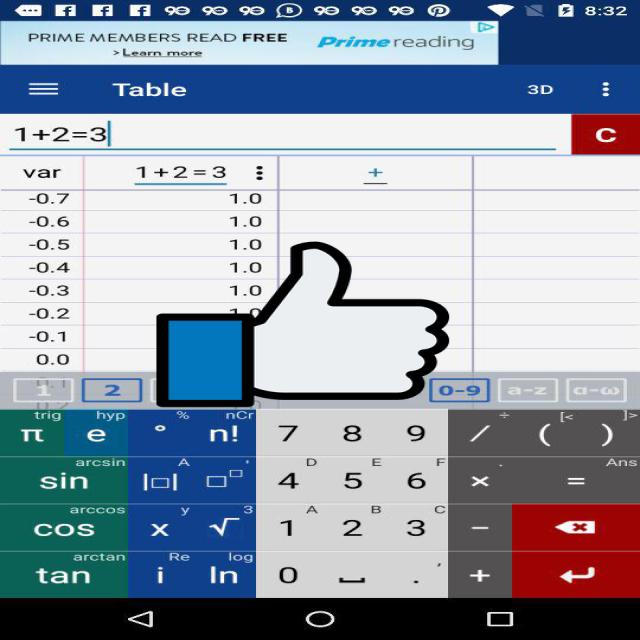 8:32
PRIME MEMBERS READ FREE
> Learn more
Prime reading
Table
3D
1+2=3
C
var 1+2=3 +
-0.7 1.0
-0.6 1.0
-0.5 1.0
-0.4 1.0
-0.3 1.0
-0.2
-0.1
0.0
1 2 0-9 a-z α-ω
trig hyp % nCr ÷ [< ]>
π e ° n! 7 8 9 / ( )
arcsin A ' D E F . Ans
sin |□| □□ 4 5 6 × =
arccos y 3 A B C
cos x √ 1 2 3 −
arctan Re log ′
tan i ln 0 . +